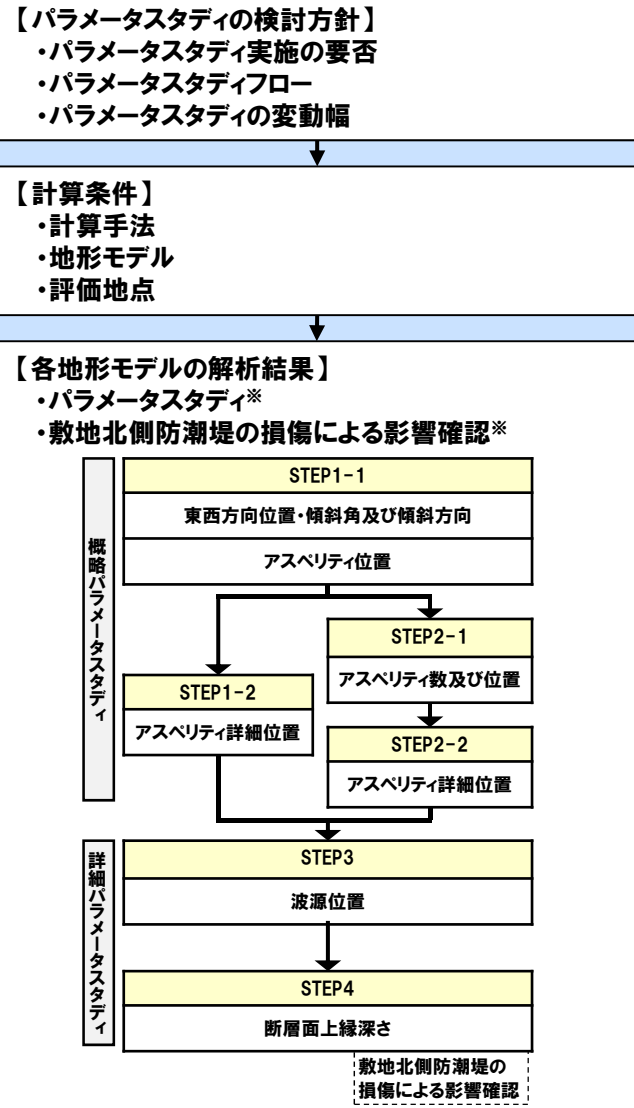 【パラメータスタディの検討方針】
・パラメータスタディ実施の要否
・パラメータスタディフロー
・パラメータスタディの変動幅
【計算条件】
・計算手法
・地形モデル
・評価地点
【各地形モデルの解析結果】
・パラメータスタディ※
・敷地北側防潮堤の損傷による影響確認※
概略パラメータスタディ
STEP1-1
東西方向位置・傾斜角及び傾斜方向
アスペリティ位置
STEP1-2
アスペリティ詳細位置
STEP2-1
アスペリティ数及び位置
STEP2-2
アスペリティ詳細位置
詳細パラメータスタディ
STEP3
波源位置
STEP4
断層面上縁深さ
敷地北側防潮堤の
損傷による影響確認